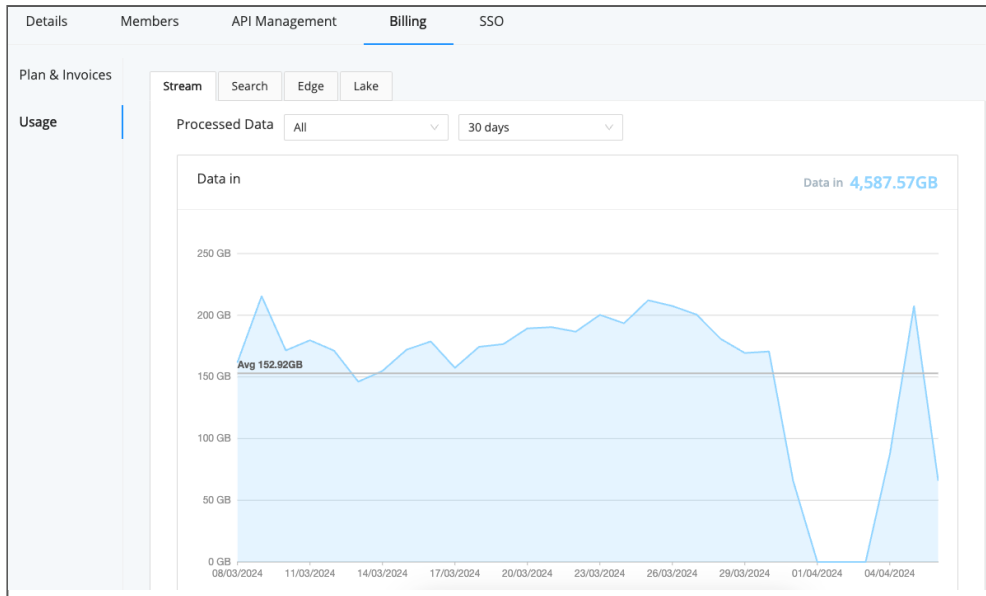 Details Members API Management Billing SSO
Plan & Invoices
Usage
Stream Search Edge Lake
Processed Data All 30 days
Data in Data in 4,587.57GB
250 GB
200 GB
Avg 152.92GB
150 GB
100 GB
50 GB
0 GB
08/03/2024 11/03/2024 14/03/2024 17/03/2024 20/03/2024 23/03/2024 26/03/2024 29/03/2024 01/04/2024 04/04/2024